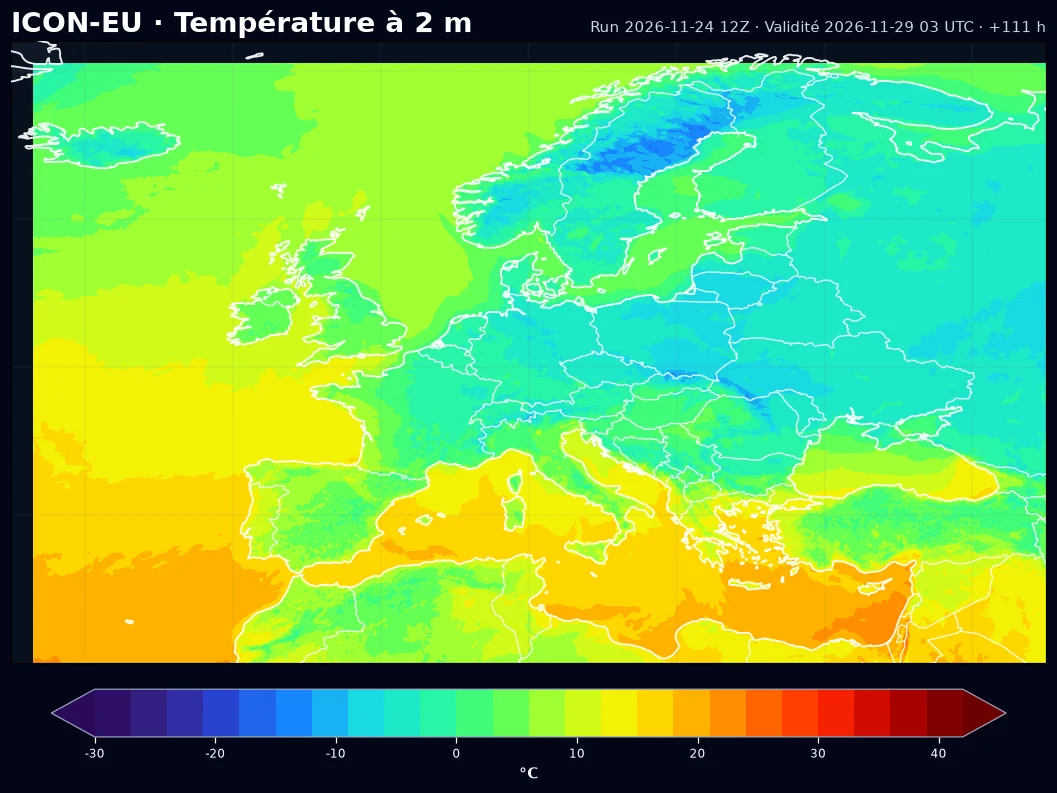 ICON-EU · Température à 2 m
Run 2026-11-24 12Z · Validité 2026-11-29 03 UTC · +111 h
-30 -20 -10 0 10 20 30 40
°C